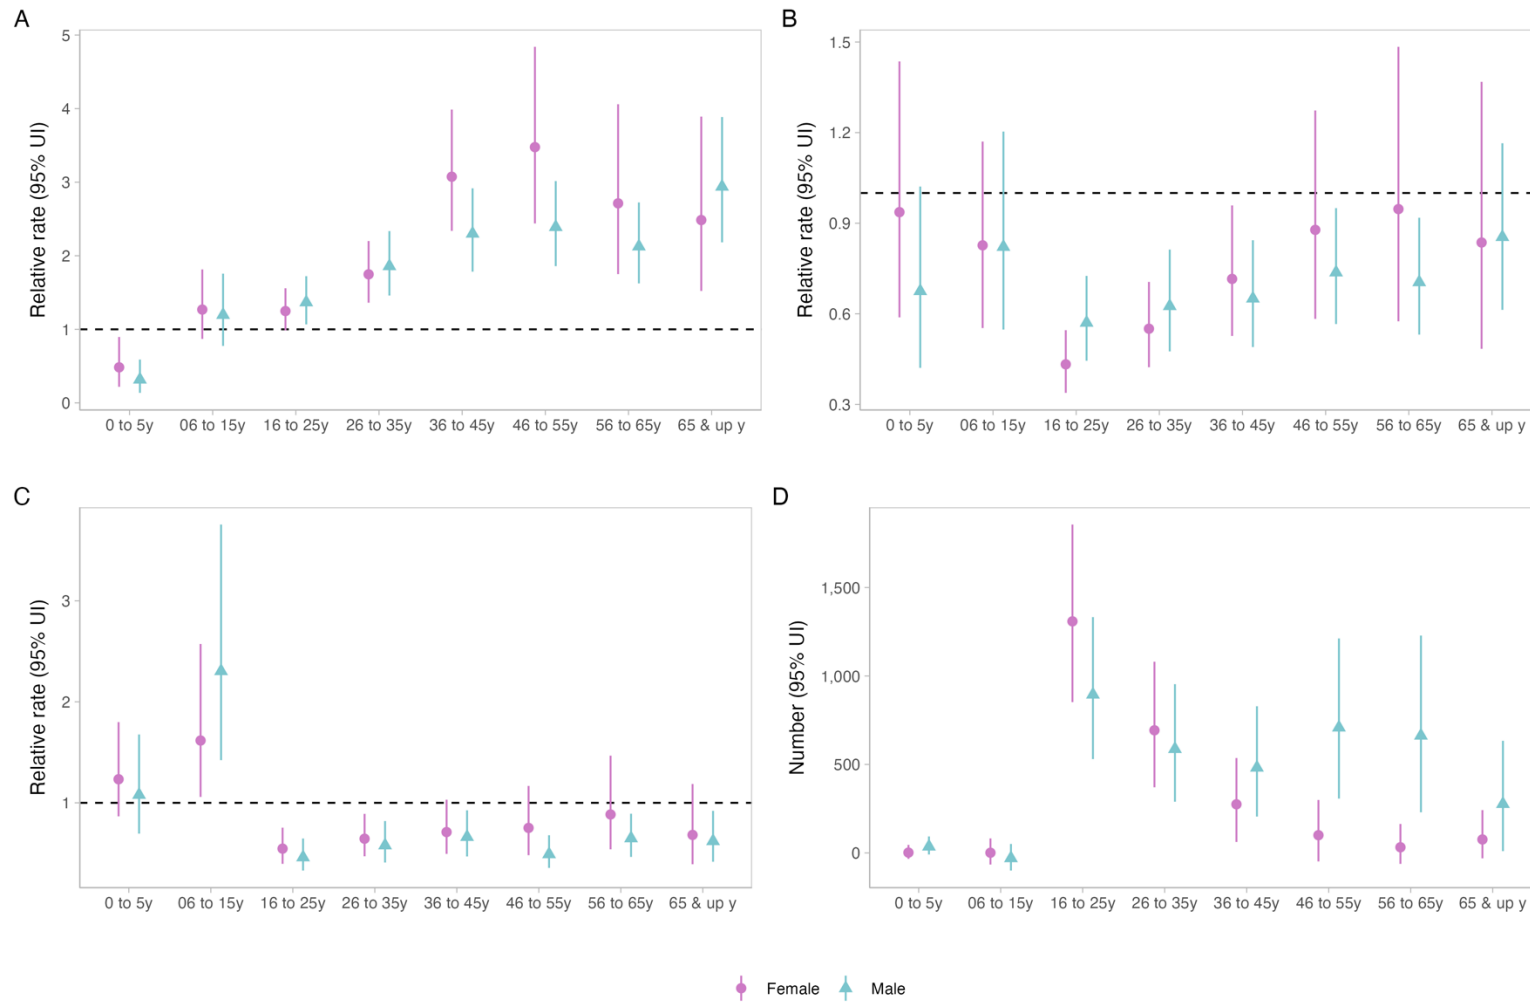 A
Relative rate (95% UI)
5
4
3
2
1
0
0 to 5y 06 to 15y 16 to 25y 26 to 35y 36 to 45y 46 to 55y 56 to 65y 65 & up y
B
Relative rate (95% UI)
1.5
1.2
0.9
0.6
0.3
0 to 5y 06 to 15y 16 to 25y 26 to 35y 36 to 45y 46 to 55y 56 to 65y 65 & up y
C
Relative rate (95% UI)
3
2
1
0 to 5y 06 to 15y 16 to 25y 26 to 35y 36 to 45y 46 to 55y 56 to 65y 65 & up y
D
Number (95% UI)
1,500
1,000
500
0
0 to 5y 06 to 15y 16 to 25y 26 to 35y 36 to 45y 46 to 55y 56 to 65y 65 & up y
Female Male